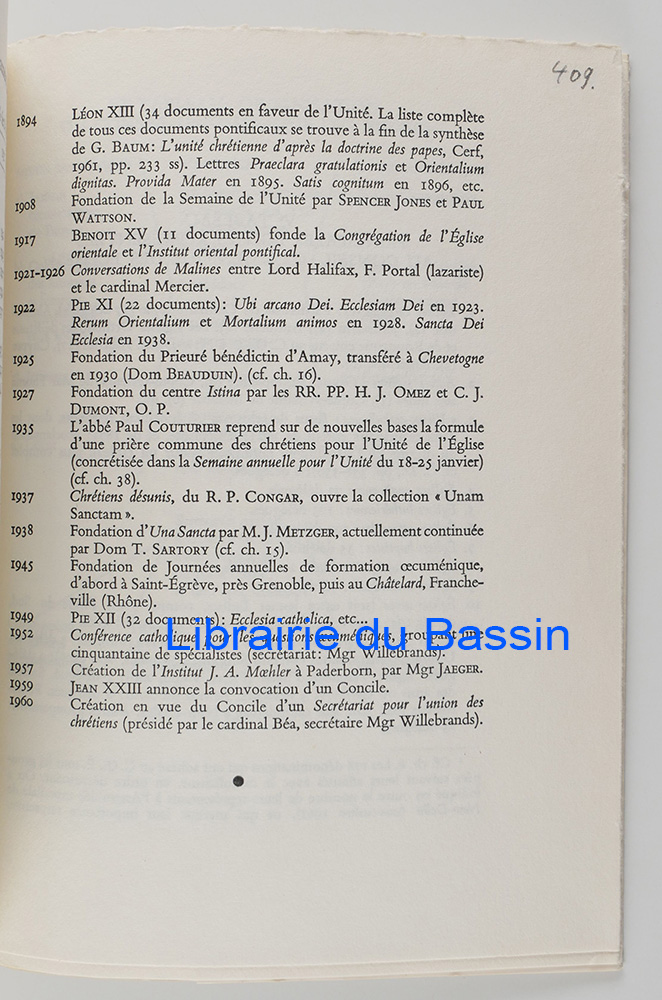 409.
1894 LÉON XIII (34 documents en faveur de l'Unité. La liste complète
de tous ces documents pontificaux se trouve à la fin de la synthèse
de G. BAUM: L'unité chrétienne d'après la doctrine des papes, Cerf,
1961, pp. 233 ss). Lettres Praeclara gratulationis et Orientalium
dignitas. Provida Mater en 1895. Satis cognitum en 1896, etc.
1908 Fondation de la Semaine de l'Unité par SPENCER JONES et PAUL
WATTSON.
1917 BENOIT XV (11 documents) fonde la Congrégation de l'Église
orientale et l'Institut oriental pontifical.
1921-1926 Conversations de Malines entre Lord Halifax, F. Portal (lazariste)
et le cardinal Mercier.
1922 PIE XI (22 documents): Ubi arcano Dei. Ecclesiam Dei en 1923.
Rerum Orientalium et Mortalium animos en 1928. Sancta Dei
Ecclesia en 1938.
1925 Fondation du Prieuré bénédictin d'Amay, transféré à Chevetogne
en 1930 (Dom BEAUDUIN). (cf. ch. 16).
1927 Fondation du centre Istina par les RR. PP. H. J. OMEZ et C. J.
DUMONT, O. P.
1935 L'abbé Paul COUTURIER reprend sur de nouvelles bases la formule
d'une prière commune des chrétiens pour l'Unité de l'Église
(concrétisée dans la Semaine annuelle pour l'Unité du 18-25 janvier)
(cf. ch. 38).
1937 Chrétiens désunis, du R. P. CONGAR, ouvre la collection « Unam
Sanctam ».
1938 Fondation d'Una Sancta par M. J. METZGER, actuellement continuée
par Dom T. SARTORY (cf. ch. 15).
1945 Fondation de Journées annuelles de formation œcuménique,
d'abord à Saint-Égrève, près Grenoble, puis au Châtelard, Franche-
ville (Rhône).
1949 PIE XII (32 documents): Ecclesia catholica, etc...
1952 Conférence catholique pour les questions œcuméniques, groupant une
cinquantaine de spécialistes (secrétariat: Mgr Willebrands).
1957 Création de l'Institut J. A. Mœhler à Paderborn, par Mgr JAEGER.
1959 JEAN XXIII annonce la convocation d'un Concile.
1960 Création en vue du Concile d'un Secrétariat pour l'union des
chrétiens (présidé par le cardinal Béa, secrétaire Mgr Willebrands).
Librairie du Bassin